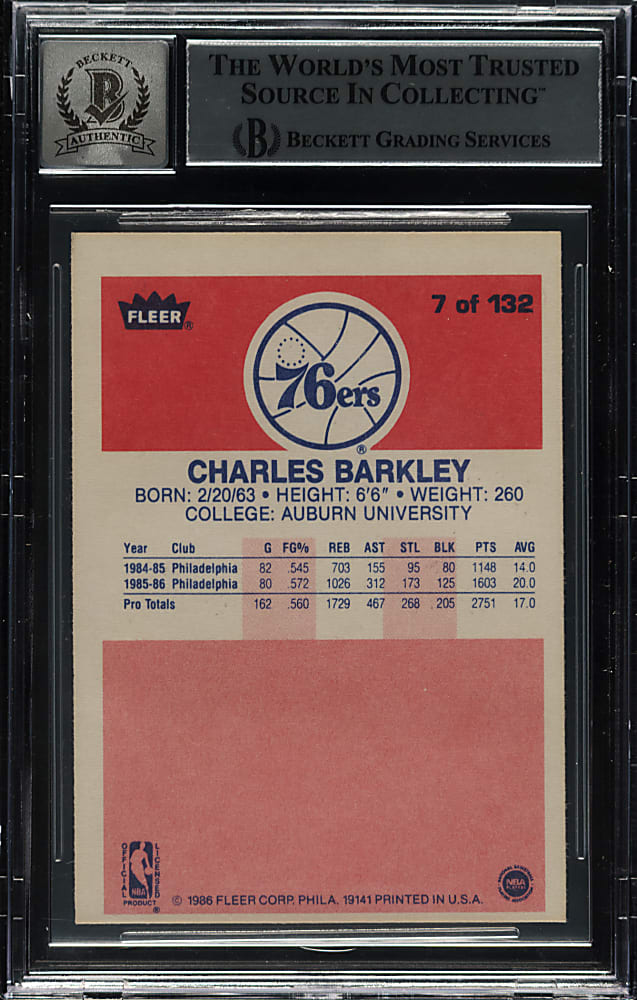 BECKETT
B
AUTHENTIC
THE WORLD'S MOST TRUSTED
SOURCE IN COLLECTING™
B BECKETT GRADING SERVICES
FLEER®
7 of 132
76ers®
CHARLES BARKLEY
BORN: 2/20/63 • HEIGHT: 6'6" • WEIGHT: 260
COLLEGE: AUBURN UNIVERSITY
Year Club G FG% REB AST STL BLK PTS AVG
1984-85 Philadelphia 82 .545 703 155 95 80 1148 14.0
1985-86 Philadelphia 80 .572 1026 312 173 125 1603 20.0
Pro Totals 162 .560 1729 467 268 205 2751 17.0
OFFICIAL LICENSED
NBA
PRODUCT ®
© 1986 FLEER CORP. PHILA. 19141 PRINTED IN U.S.A.
NATIONAL BASKETBALL
NBA
PLAYERS
ASSOCIATION